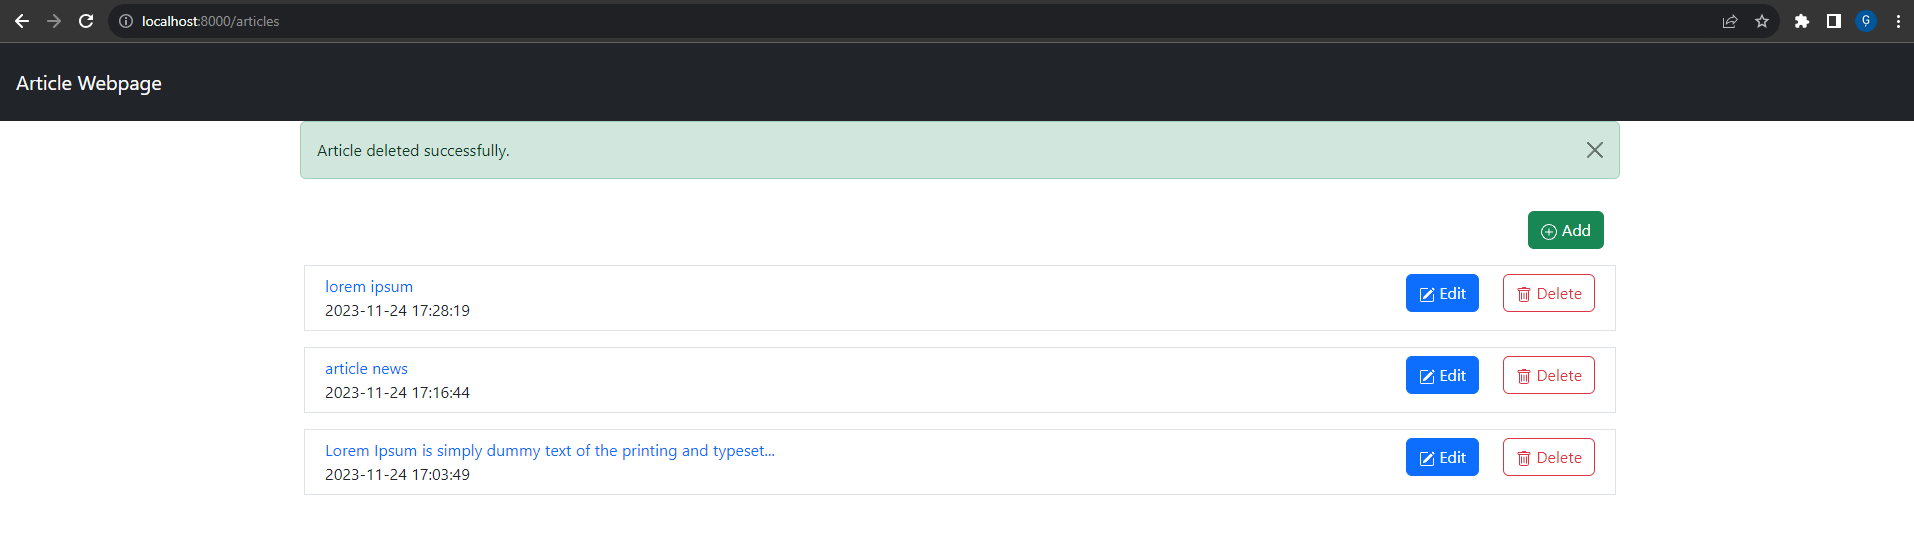 localhost:8000/articles
G
Article Webpage
Article deleted successfully.
Add
lorem ipsum
2023-11-24 17:28:19
Edit
Delete
article news
2023-11-24 17:16:44
Edit
Delete
Lorem Ipsum is simply dummy text of the printing and typeset...
2023-11-24 17:03:49
Edit
Delete